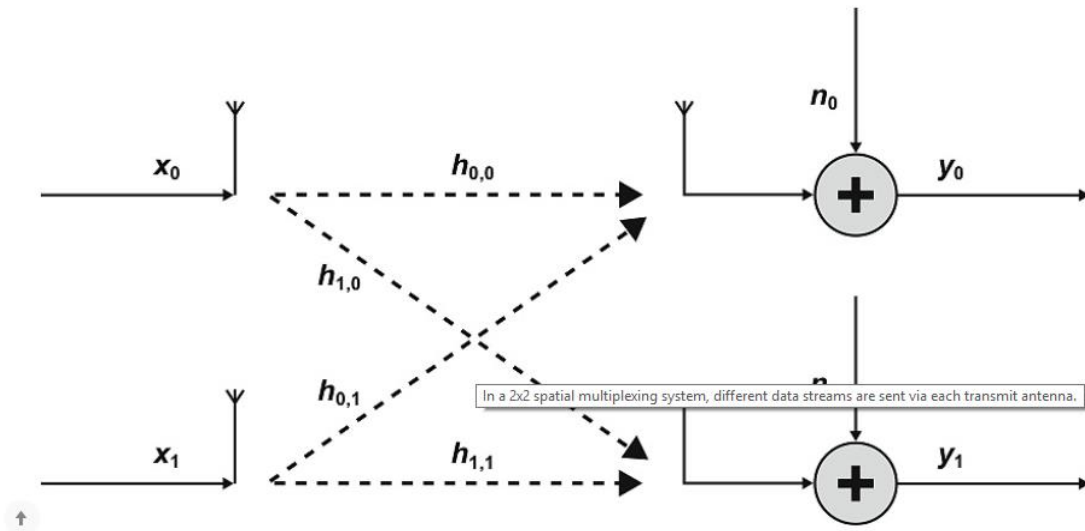 n₀
x₀
h₀,₀
y₀
h₁,₀
h₀,₁
In a 2x2 spatial multiplexing system, different data streams are sent via each transmit antenna.
x₁
h₁,₁
y₁